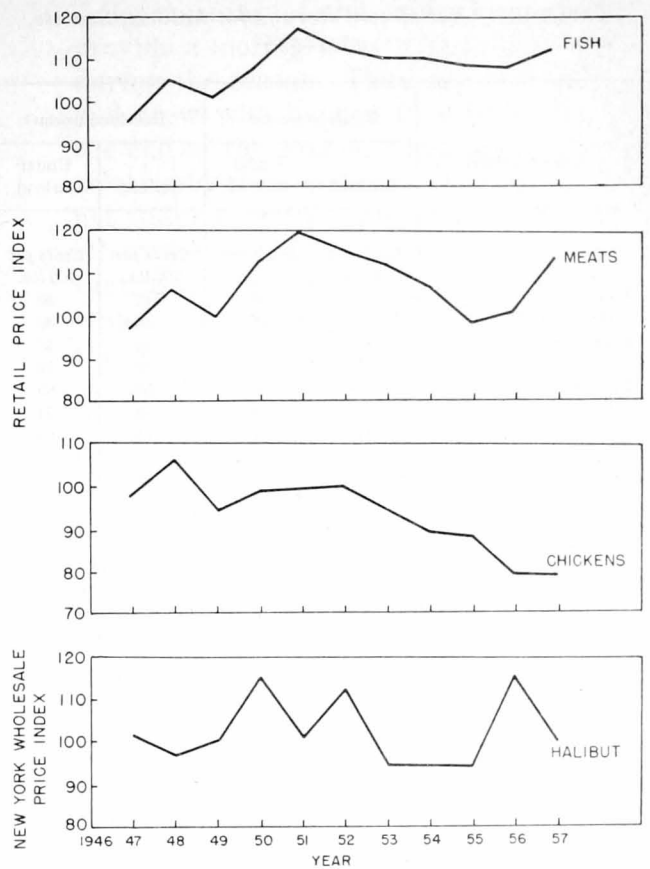 RETAIL PRICE INDEX
120
110
100
90
80
FISH
120
110
100
90
80
MEATS
110
100
90
80
70
CHICKENS
NEW YORK WHOLESALE
PRICE INDEX
120
110
100
90
80
HALIBUT
1946 47 48 49 50 51 52 53 54 55 56 57
YEAR